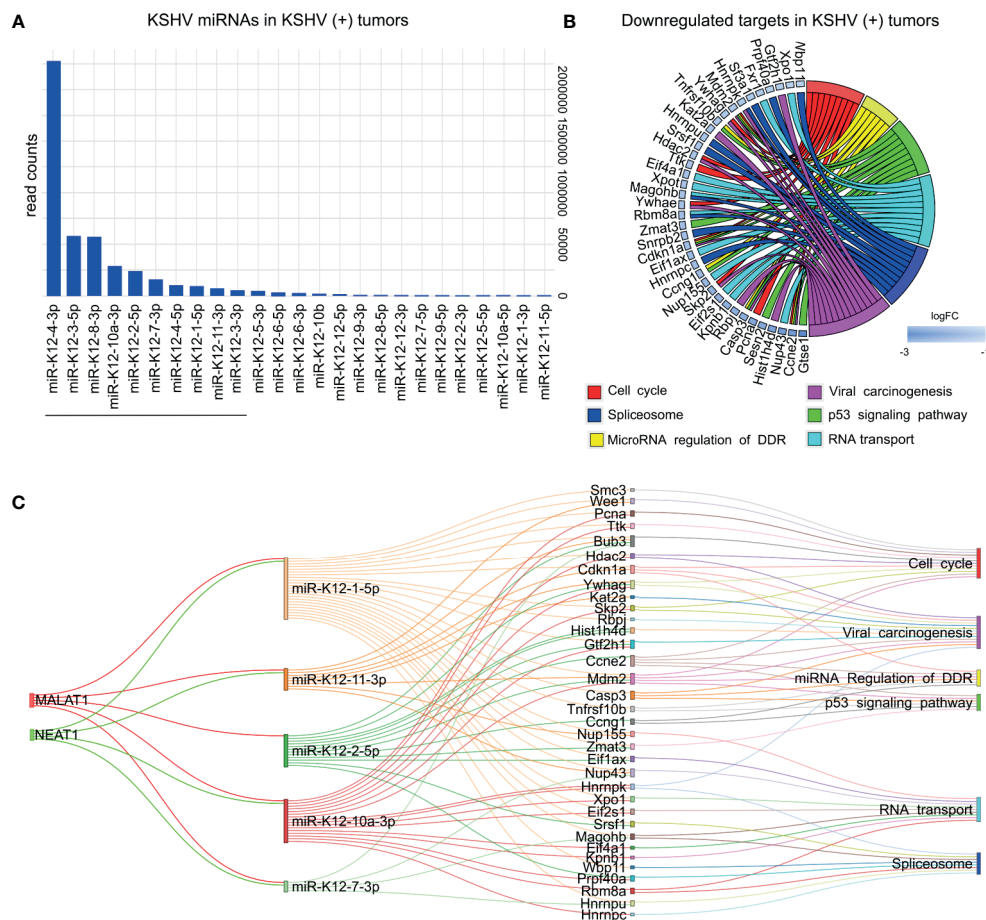 A
KSHV miRNAs in KSHV (+) tumors
read counts
2000000
1500000
1000000
500000
0
miR-K12-4-3p
miR-K12-3-5p
miR-K12-8-3p
miR-K12-10a-3p
miR-K12-2-5p
miR-K12-7-3p
miR-K12-4-5p
miR-K12-1-5p
miR-K12-11-3p
miR-K12-3-3p
miR-K12-5-3p
miR-K12-6-5p
miR-K12-6-3p
miR-K12-10b
miR-K12-12-5p
miR-K12-9-3p
miR-K12-8-5p
miR-K12-1-3p
miR-K12-7-5p
miR-K12-9-5p
miR-K12-2-3p
miR-K12-5-5p
miR-K12-10a-5p
miR-K12-11-5p
B
Downregulated targets in KSHV (+) tumors
Xpo1
Gtf2h1
Prpf40a
Fxr1
Hnrnpk
Mdm2
Ywhag
Tnfrsf10b
Kat2a
Hnrnpu
Srsf1
Hdac2
Ttk
Eif4a1
Xpot
Magohb
Ywhae
Rbm8a
Zmat3
Snrpb2
Cdkn1a
Eif1ax
Hnrnpc
Ccng1
Nup155
Skp2
Eif2s1
Kpnb1
Rbpj
Casp3
Pcna
Sesn2
Hist1h4d
Nup43
Ccne2
Gtse1
logFC
-3
Cell cycle
Spliceosome
MicroRNA regulation of DDR
Viral carcinogenesis
p53 signaling pathway
RNA transport
C
MALAT1
NEAT1
miR-K12-1-5p
miR-K12-11-3p
miR-K12-2-5p
miR-K12-10a-3p
miR-K12-7-3p
Smc3
Wee1
Pcna
Ttk
Bub3
Hdac2
Cdkn1a
Ywhag
Kat2a
Skp2
Rbpj
Hist1h4d
Gtf2h1
Ccne2
Mdm2
Casp3
Tnfrsf10b
Ccng1
Nup155
Zmat3
Eif1ax
Nup43
Hnrnpk
Xpo1
Eif2s1
Srsf1
Magohb
Eif4a1
Kpnb1
Wbp11
Prpf40a
Rbm8a
Hnrnpu
Hnrnpc
Cell cycle
Viral carcinogenesis
miRNA Regulation of DDR
p53 signaling pathway
RNA transport
Spliceosome